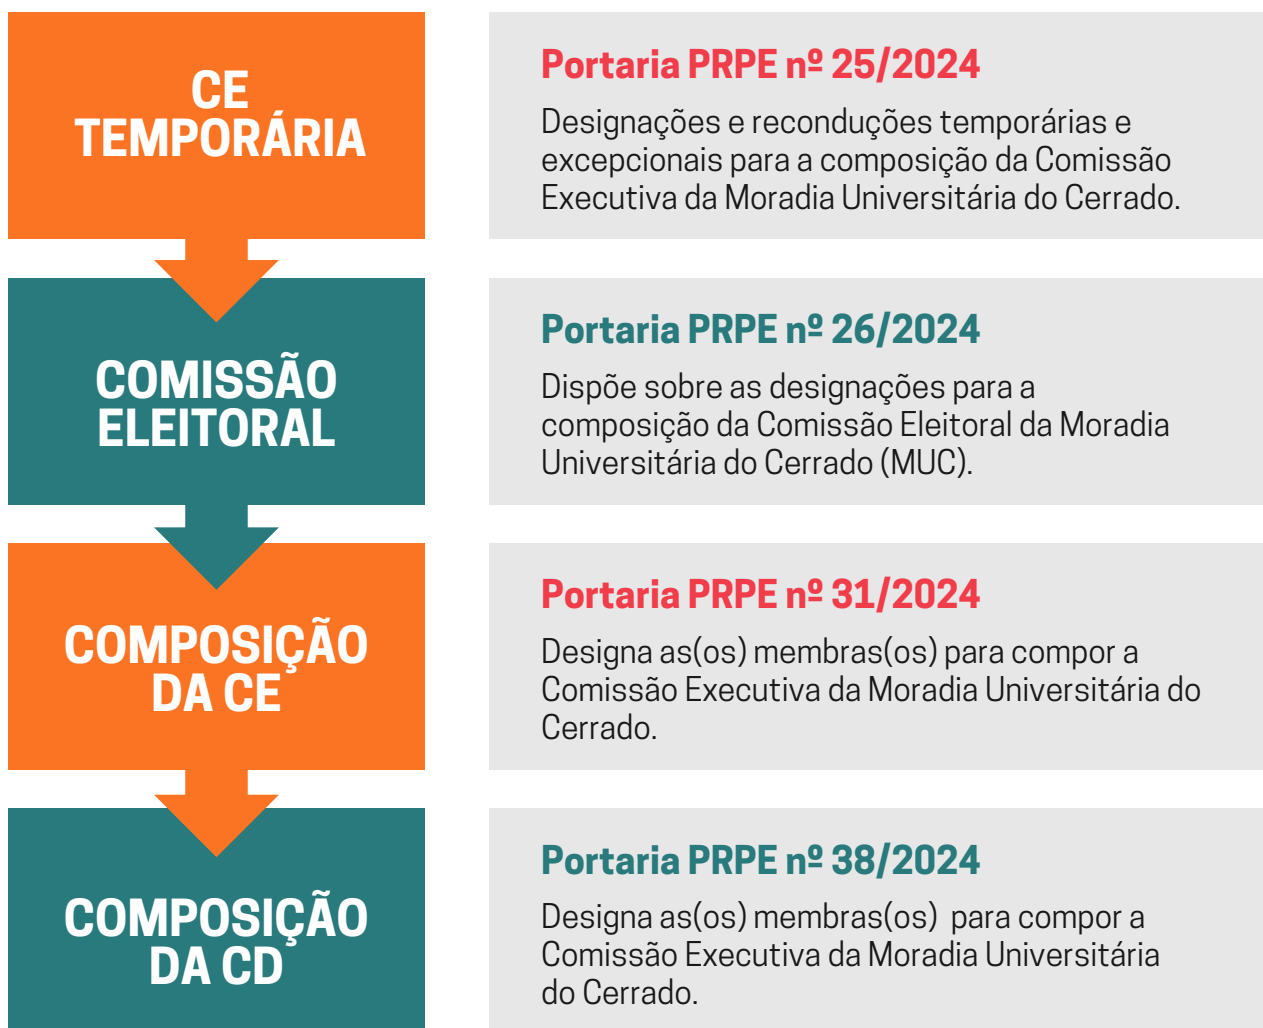 CE
TEMPORÁRIA
Portaria PRPE nº 25/2024
Designações e reconduções temporárias e
excepcionais para a composição da Comissão
Executiva da Moradia Universitária do Cerrado.
COMISSÃO
ELEITORAL
Portaria PRPE nº 26/2024
Dispõe sobre as designações para a
composição da Comissão Eleitoral da Moradia
Universitária do Cerrado (MUC).
COMPOSIÇÃO
DA CE
Portaria PRPE nº 31/2024
Designa as(os) membras(os) para compor a
Comissão Executiva da Moradia Universitária do
Cerrado.
COMPOSIÇÃO
DA CD
Portaria PRPE nº 38/2024
Designa as(os) membras(os) para compor a
Comissão Executiva da Moradia Universitária
do Cerrado.